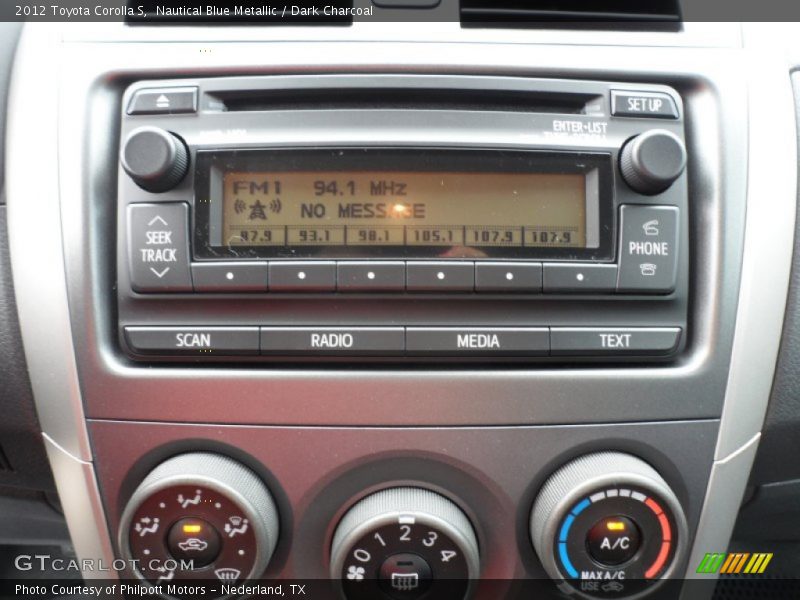 2012 Toyota Corolla S, Nautical Blue Metallic / Dark Charcoal
SET UP
ENTER•LIST
FM1 94.1 MHz
NO MESSAGE
87.9 93.1 98.1 105.1 107.9 107.9
SEEK
TRACK
PHONE
SCAN RADIO MEDIA TEXT
0 1 2 3 4
A/C
MAX A/C
USE
GTCARLOT.COM
Photo Courtesy of Philpott Motors - Nederland, TX